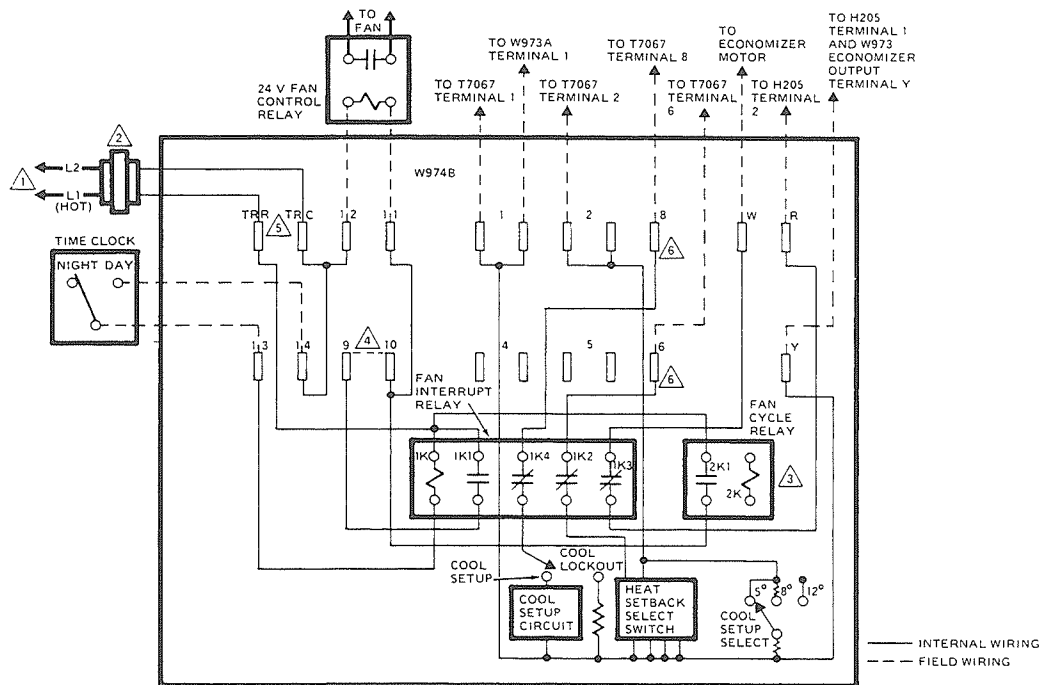 TO
FAN
TO H205
TERMINAL 1
AND W973
ECONOMIZER
OUTPUT
TERMINAL Y
TO W973A
TERMINAL 1
TO T7067
TERMINAL 8
TO
ECONOMIZER
MOTOR
24 V FAN
CONTROL
RELAY
TO T7067
TERMINAL 1
TO T7067
TERMINAL 2
TO T7067
TERMINAL
6
TO H205
TERMINAL
2
2
W974B
1
L2
L1
(HOT)
TRR
5
TRC
12
11
1
2
8
6
W
R
TIME CLOCK
NIGHT DAY
13
14
9
4
10
4
5
6
6
Y
FAN
INTERRUPT
RELAY
FAN
CYCLE
RELAY
1K
1K1
1K4
1K2
1K3
2K1
2K
3
COOL
SETUP
COOL
LOCKOUT
COOL
SETUP
CIRCUIT
HEAT
SETBACK
SELECT
SWITCH
5°
8°
12°
COOL
SETUP
SELECT
INTERNAL WIRING
FIELD WIRING